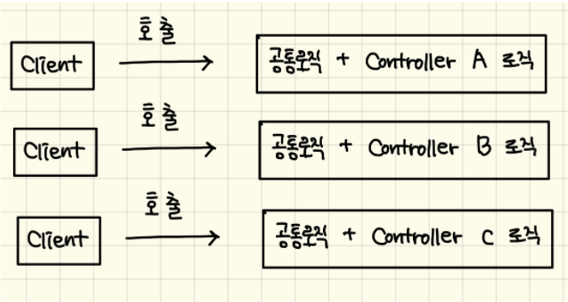 호출
Client 공통로직 + Controller A 로직
호출
Client 공통로직 + Controller B 로직
호출
Client 공통로직 + Controller C 로직